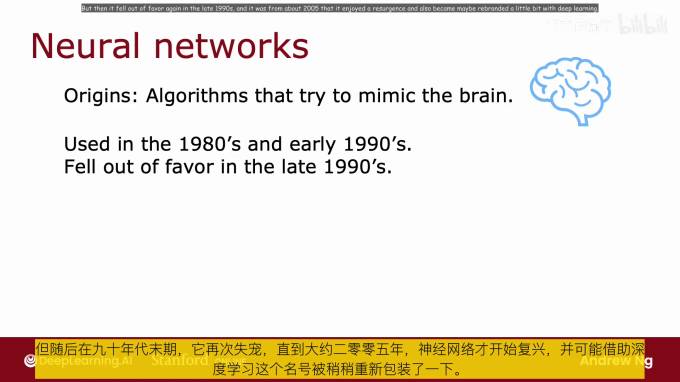 But then it fell out of favor again in the late 1990s, and it was from about 2005 that it enjoyed a resurgence and also became maybe rebranded a little bit with deep learning.
bilibili
Neural networks
Origins: Algorithms that try to mimic the brain.
Used in the 1980's and early 1990's.
Fell out of favor in the late 1990's.
但随后在九十年代末期，它再次失宠，直到大约二零零五年，神经网络才开始复兴，并可能借助深
度学习这个名号被稍稍重新包装了一下。
DeepLearning.AI
Stanford
Andrew Ng